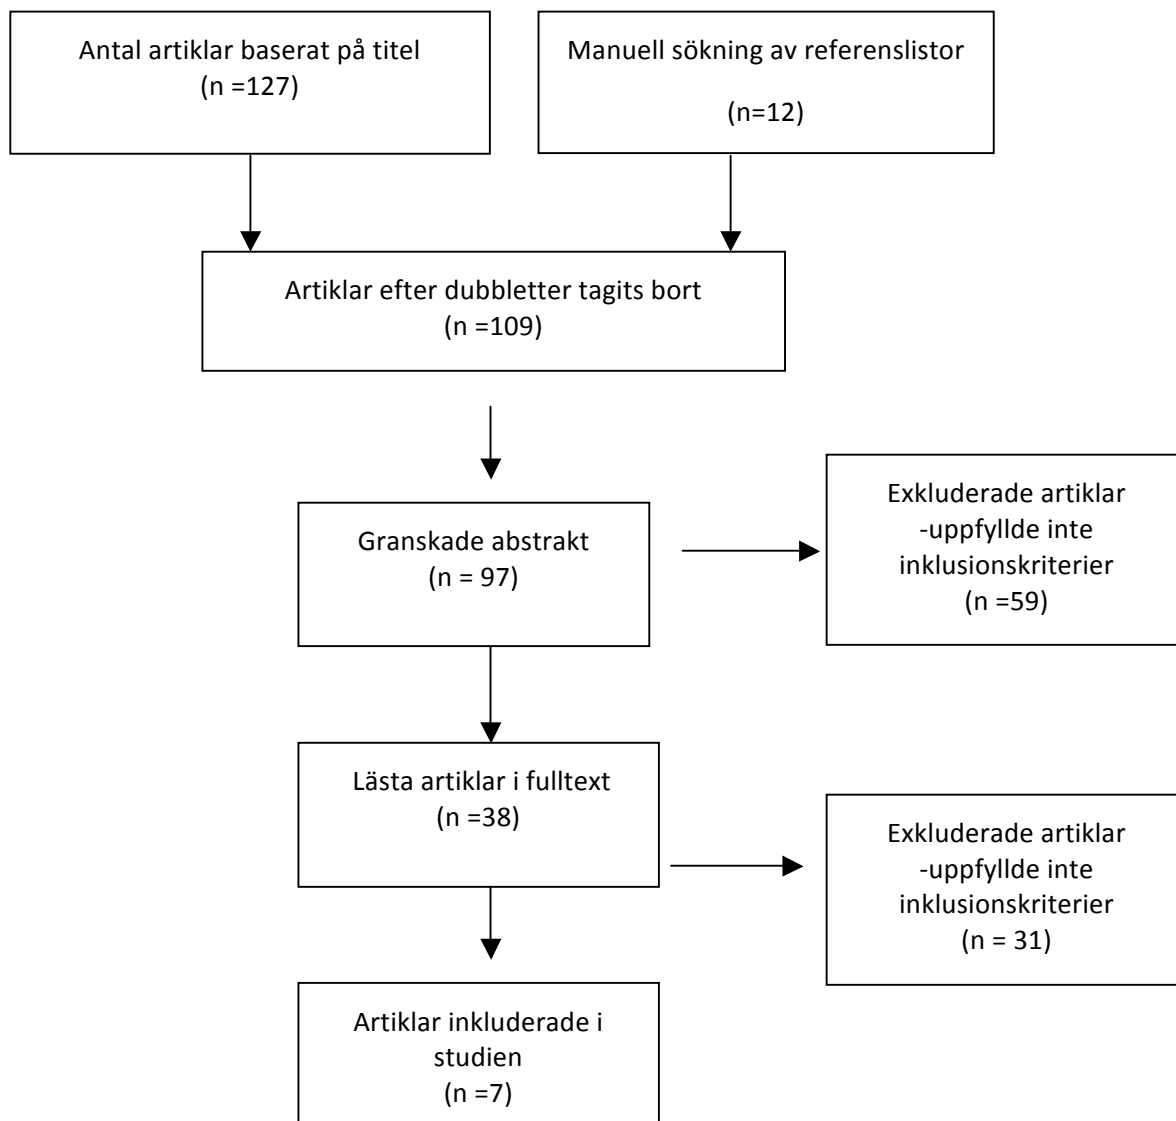 Antal artiklar baserat på titel
(n =127)
Manuell sökning av referenslistor
(n=12)
Artiklar efter dubbletter tagits bort
(n =109)
Granskade abstrakt
(n = 97)
Exkluderade artiklar
-uppfyllde inte
inklusionskriterier
(n =59)
Lästa artiklar i fulltext
(n =38)
Exkluderade artiklar
-uppfyllde inte
inklusionskriterier
(n = 31)
Artiklar inkluderade i
studien
(n =7)